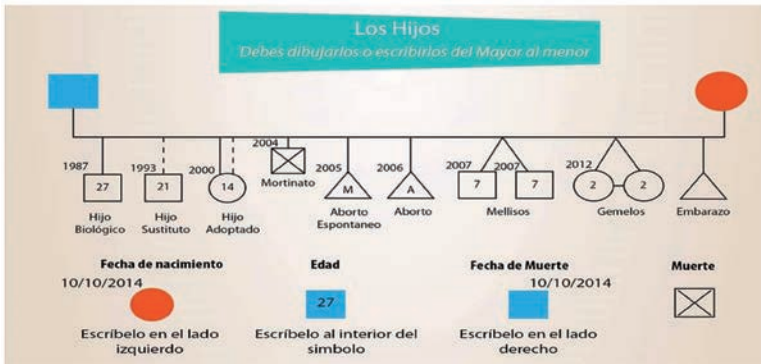 Los Hijos
Debes dibujarlos o escribirlos del Mayor al menor
1987
27
Hijo
Biológico
1993
21
Hijo
Sustituto
2000
14
Hijo
Adoptado
2004
Mortinato
2005
M
Aborto
Espontaneo
2006
A
Aborto
2007
2007
7
7
Mellisos
2012
2
2
Gemelos
Embarazo
Fecha de nacimiento
10/10/2014
Escríbelo en el lado
izquierdo
Edad
27
Escríbelo al interior del
simbolo
Fecha de Muerte
10/10/2014
Escríbelo en el lado
derecho
Muerte